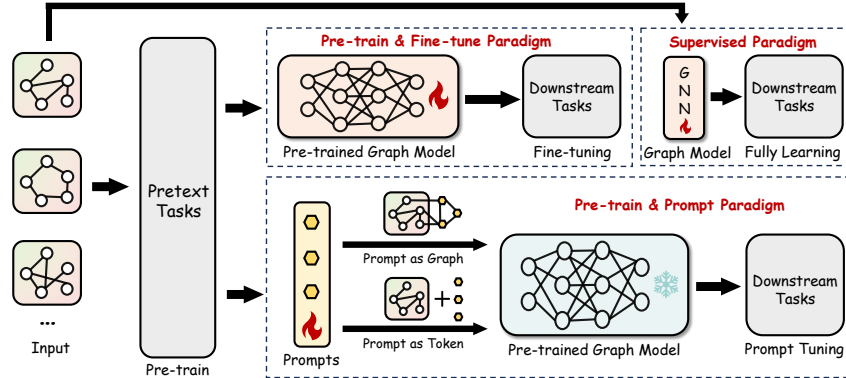 Pre-train & Fine-tune Paradigm
Supervised Paradigm
G
N
N
Downstream
Tasks
Downstream
Tasks
Pre-trained Graph Model
Fine-tuning
Graph Model
Fully Learning
Pretext
Tasks
Pre-train & Prompt Paradigm
Prompt as Graph
+
Downstream
Tasks
Prompt as Token
...
Input
Prompts
Pre-trained Graph Model
Prompt Tuning
Pre-train